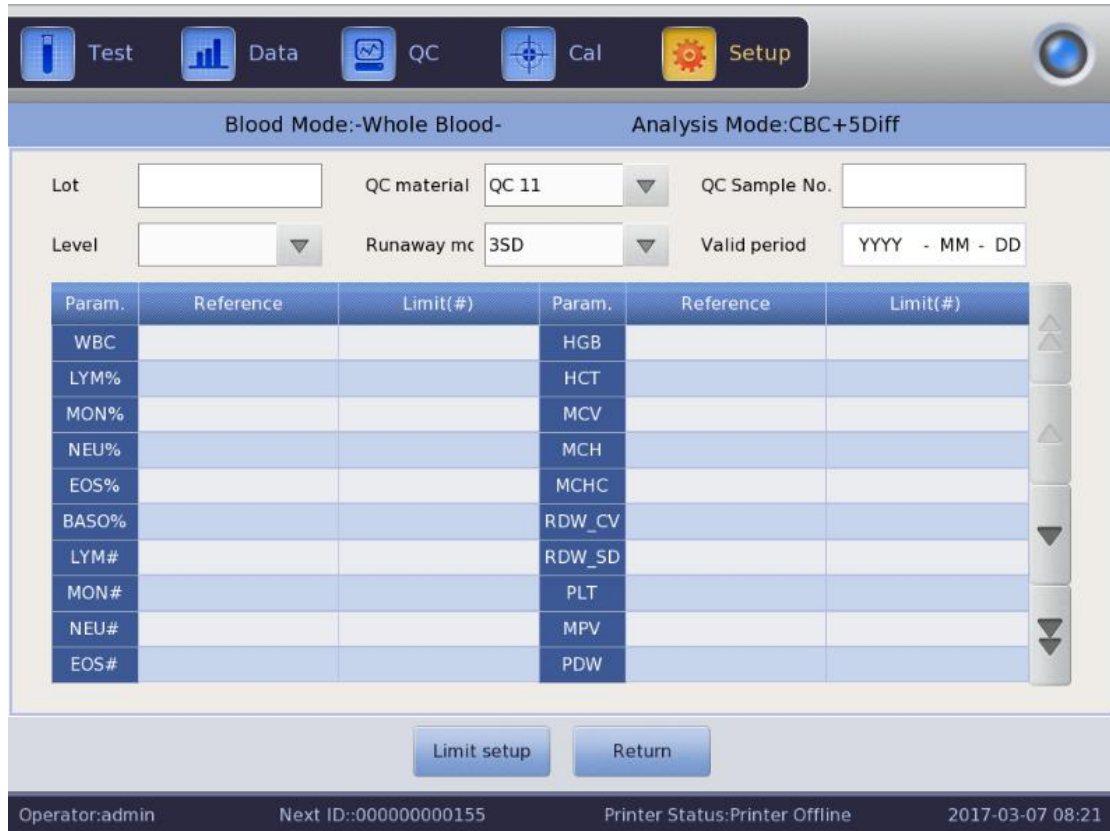 Test Data QC Cal Setup
Blood Mode:-Whole Blood- Analysis Mode:CBC+5Diff
Lot QC material QC 11 QC Sample No.
Level Runaway mo 3SD Valid period YYYY - MM - DD
Param. Reference Limit(#) Param. Reference Limit(#)
WBC HGB
LYM% HCT
MON% MCV
NEU% MCH
EOS% MCHC
BASO% RDW_CV
LYM# RDW_SD
MON# PLT
NEU# MPV
EOS# PDW
Limit setup Return
Operator:admin Next ID::000000000155 Printer Status:Printer Offline 2017-03-07 08:21